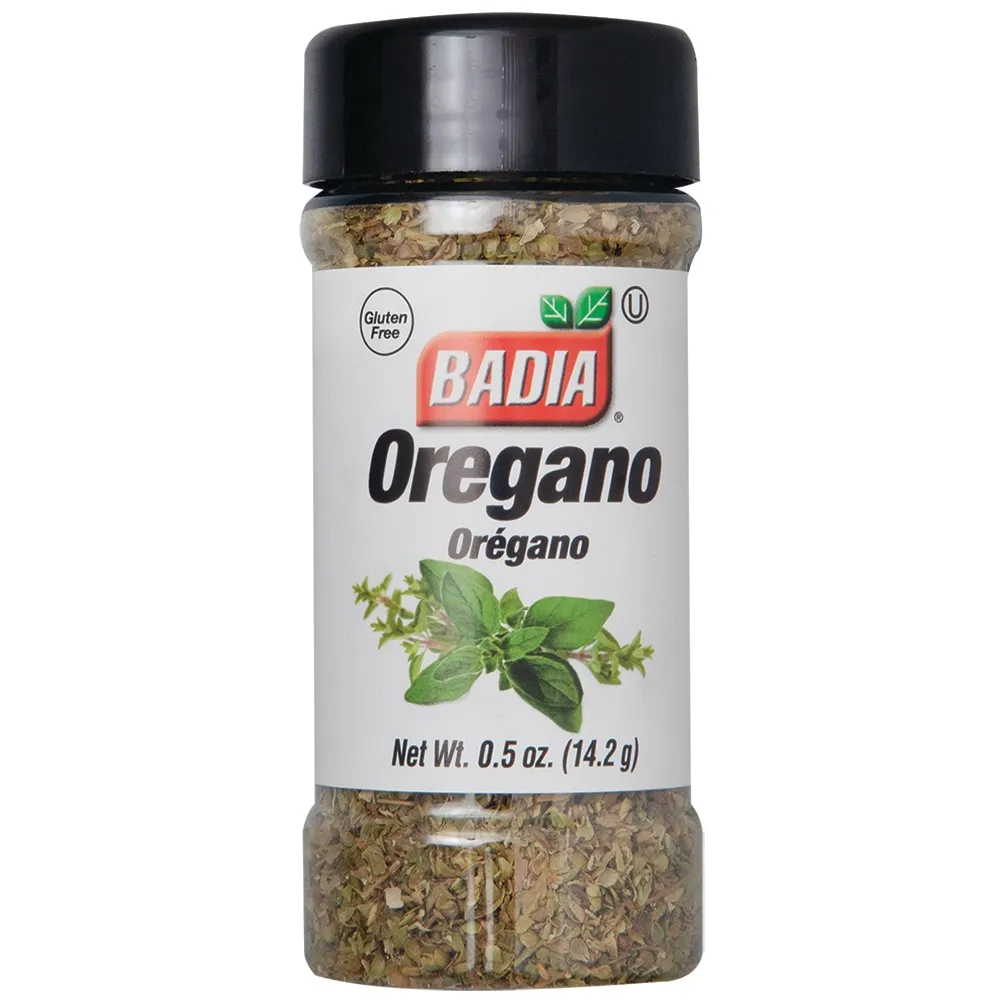 Gluten
Free
U
BADIA
®
Oregano
Orégano
Net Wt. 0.5 oz. (14.2 g)